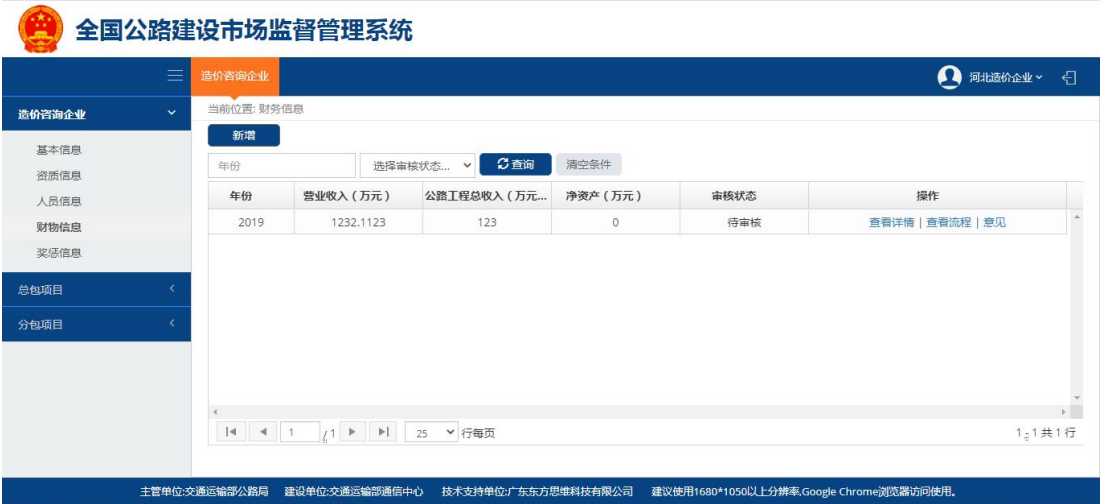 全国公路建设市场监督管理系统
造价咨询企业
河北造价企业
造价咨询企业
基本信息
资质信息
人员信息
财物信息
奖惩信息
总包项目
分包项目
当前位置: 财务信息
新增
年份 选择审核状态... 查询 清空条件
年份 营业收入（万元） 公路工程总收入（万元... 净资产（万元） 审核状态 操作
2019 1232.1123 123 0 待审核 查看详情 | 查看流程 | 意见
1 / 1 25 行每页 1 - 1 共 1 行
主管单位:交通运输部公路局 建设单位:交通运输部通信中心 技术支持单位:广东东方思维科技有限公司 建议使用1680*1050以上分辨率,Google Chrome浏览器访问使用。